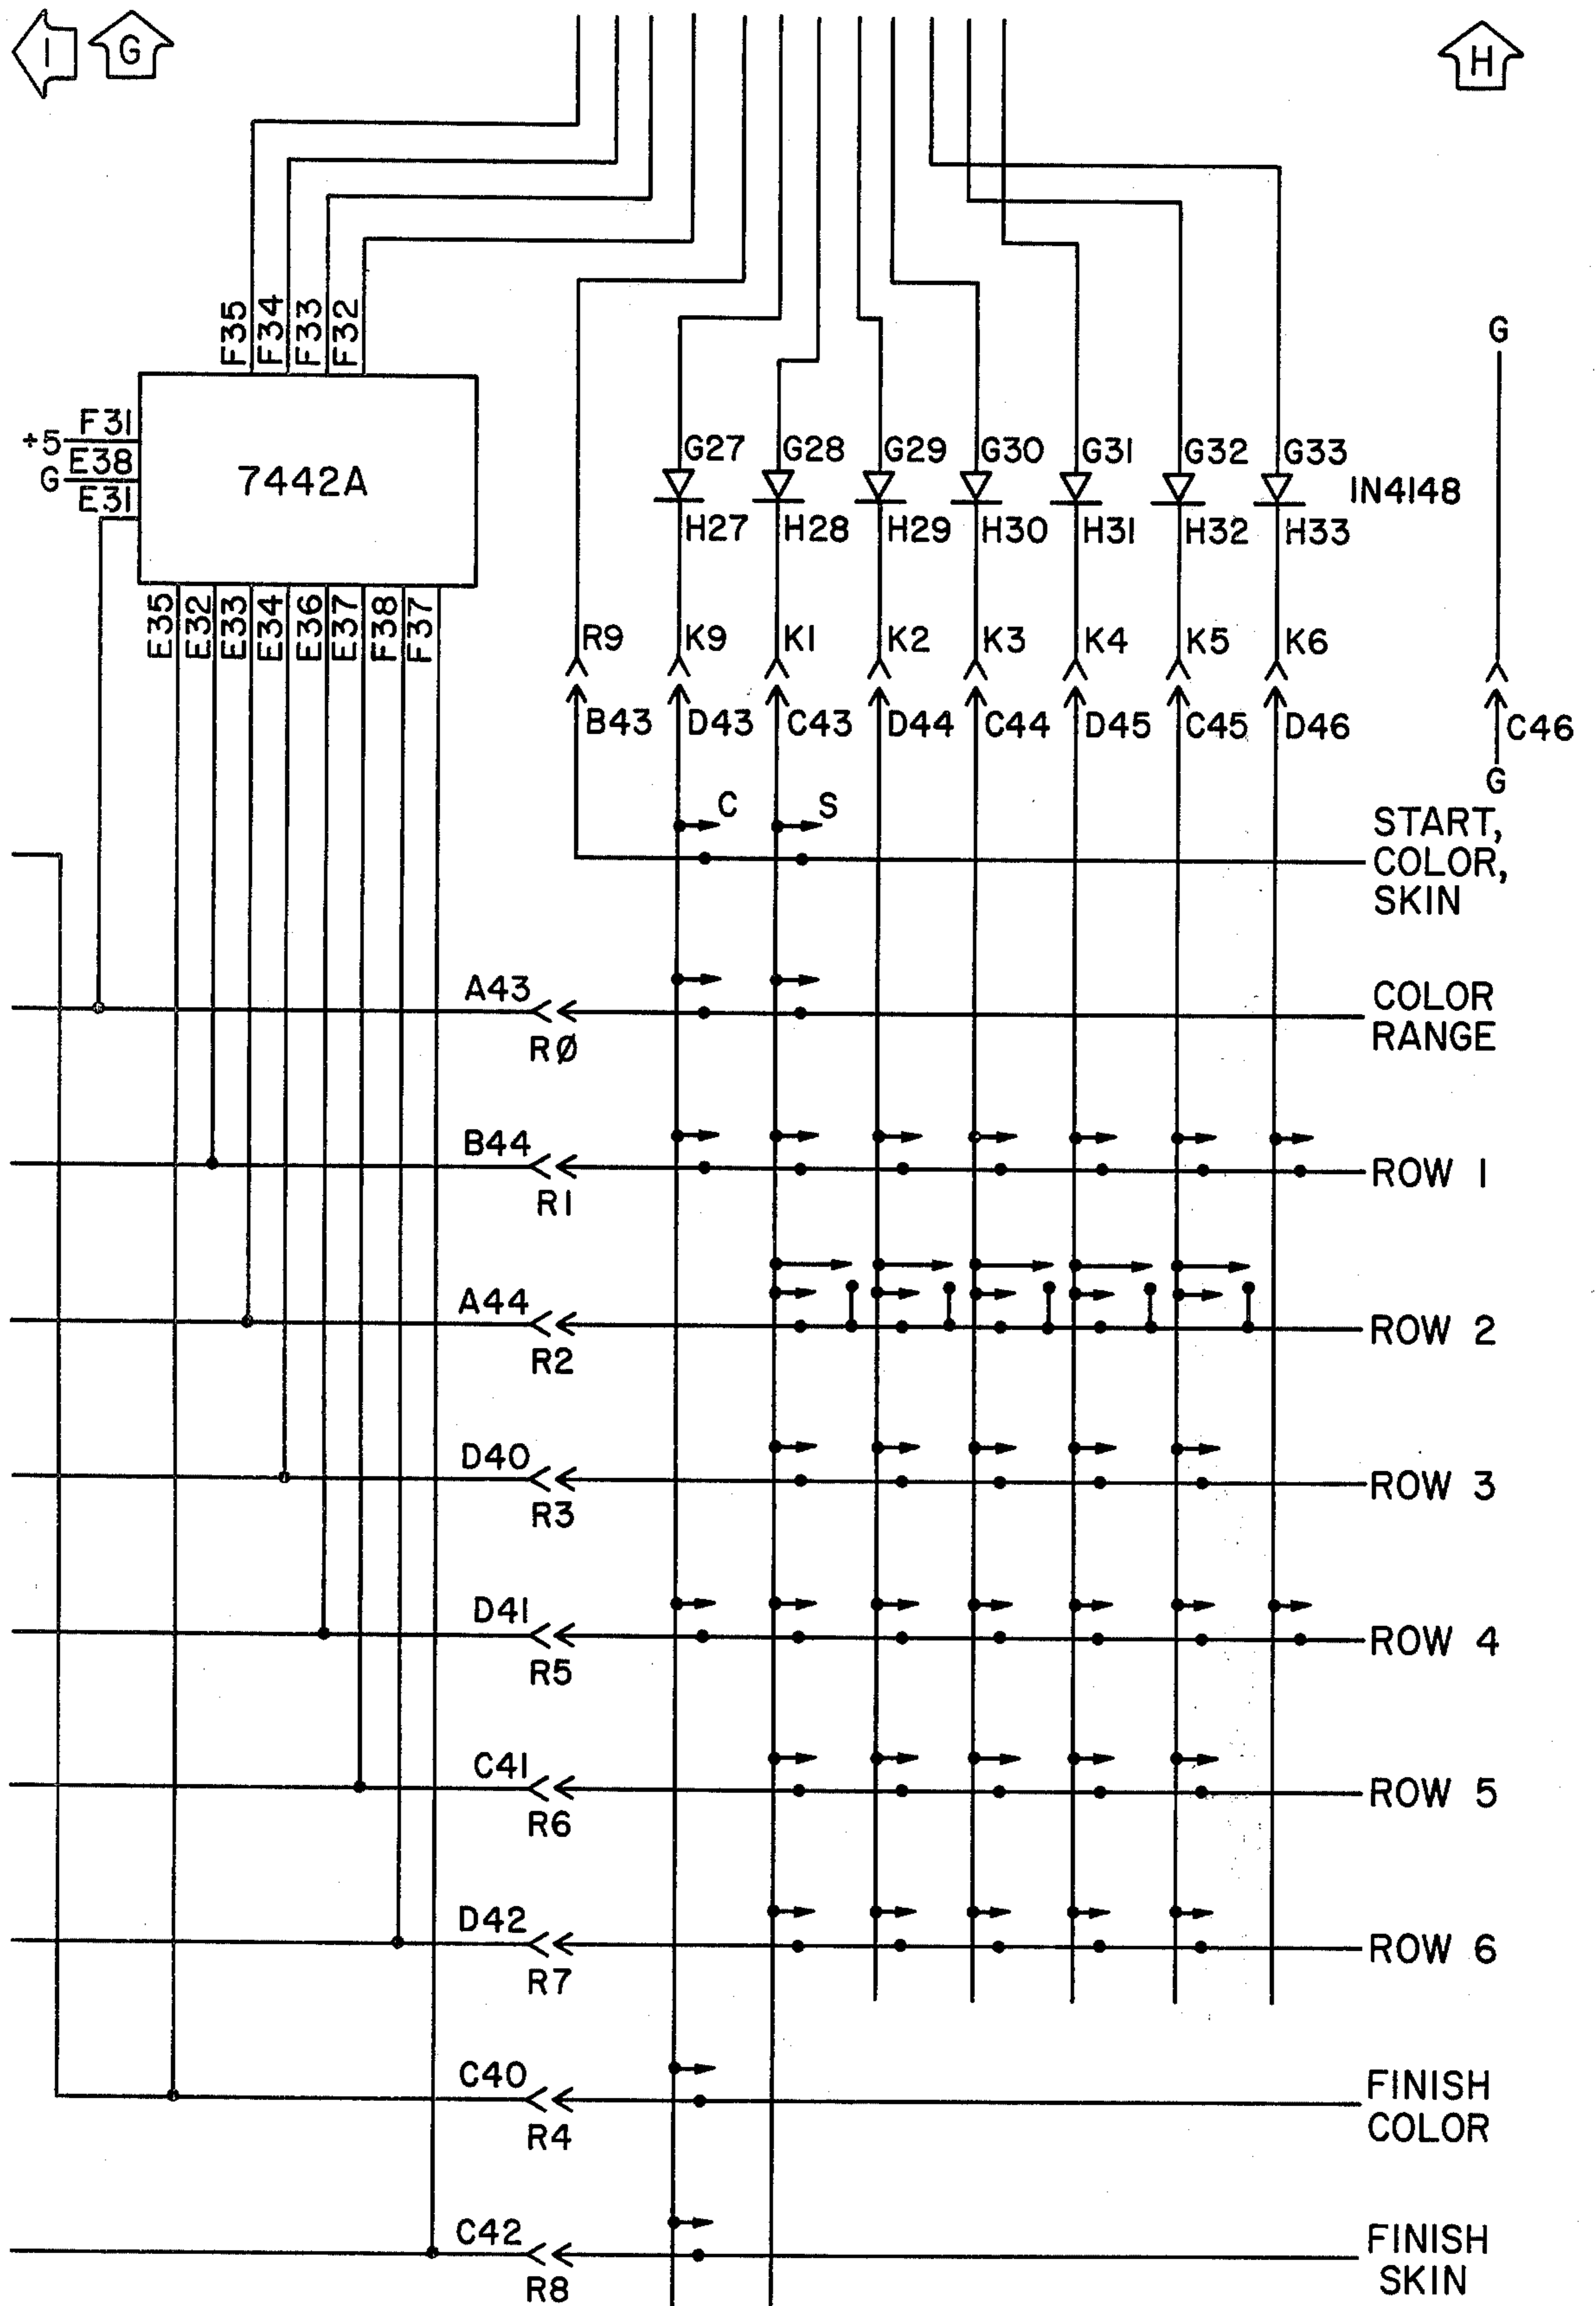 I G H
F35 F34 F33 F32
G
+5 F31
G E38
E31
7442A
G27 G28 G29 G30 G31 G32 G33
IN4148
H27 H28 H29 H30 H31 H32 H33
E35 E32 E33 E34 E36 E37 F38 F37
R9 K9 K1 K2 K3 K4 K5 K6
B43 D43 C43 D44 C44 D45 C45 D46 C46
G
C S
START,
COLOR,
SKIN
A43
RØ
COLOR
RANGE
B44
R1
ROW 1
A44
R2
ROW 2
D40
R3
ROW 3
D41
R5
ROW 4
C41
R6
ROW 5
D42
R7
ROW 6
C40
R4
FINISH
COLOR
C42
R8
FINISH
SKIN